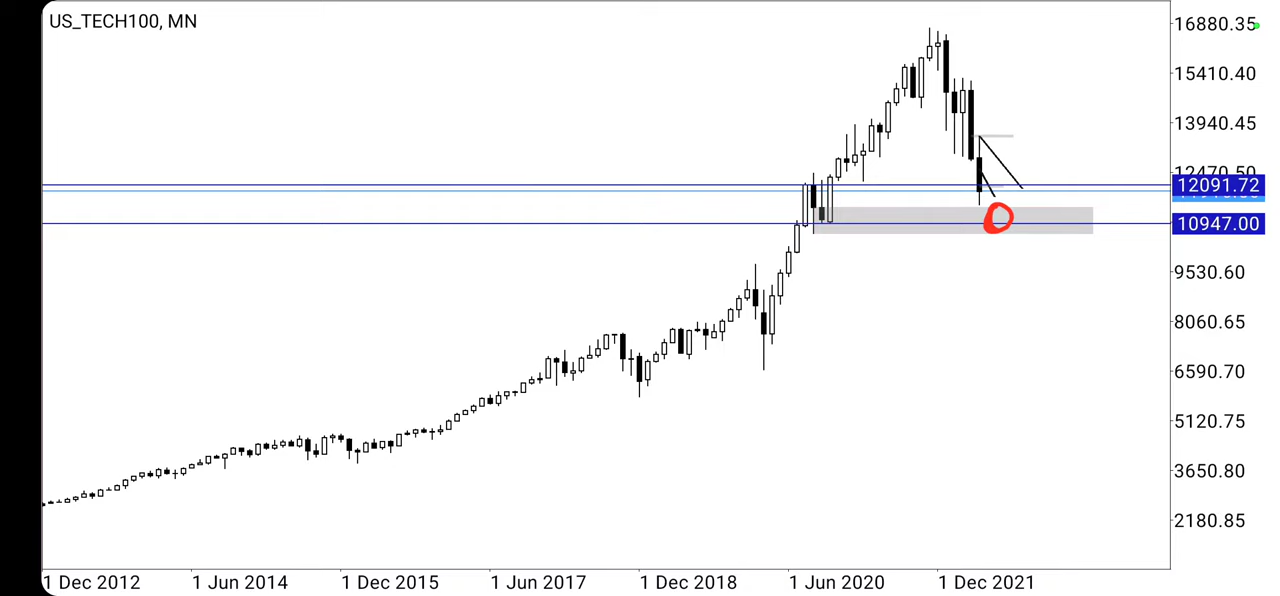 US_TECH100, MN
16880.35
15410.40
13940.45
12470.50
12091.72
10947.00
9530.60
8060.65
6590.70
5120.75
3650.80
2180.85
1 Dec 2012
1 Jun 2014
1 Dec 2015
1 Jun 2017
1 Dec 2018
1 Jun 2020
1 Dec 2021